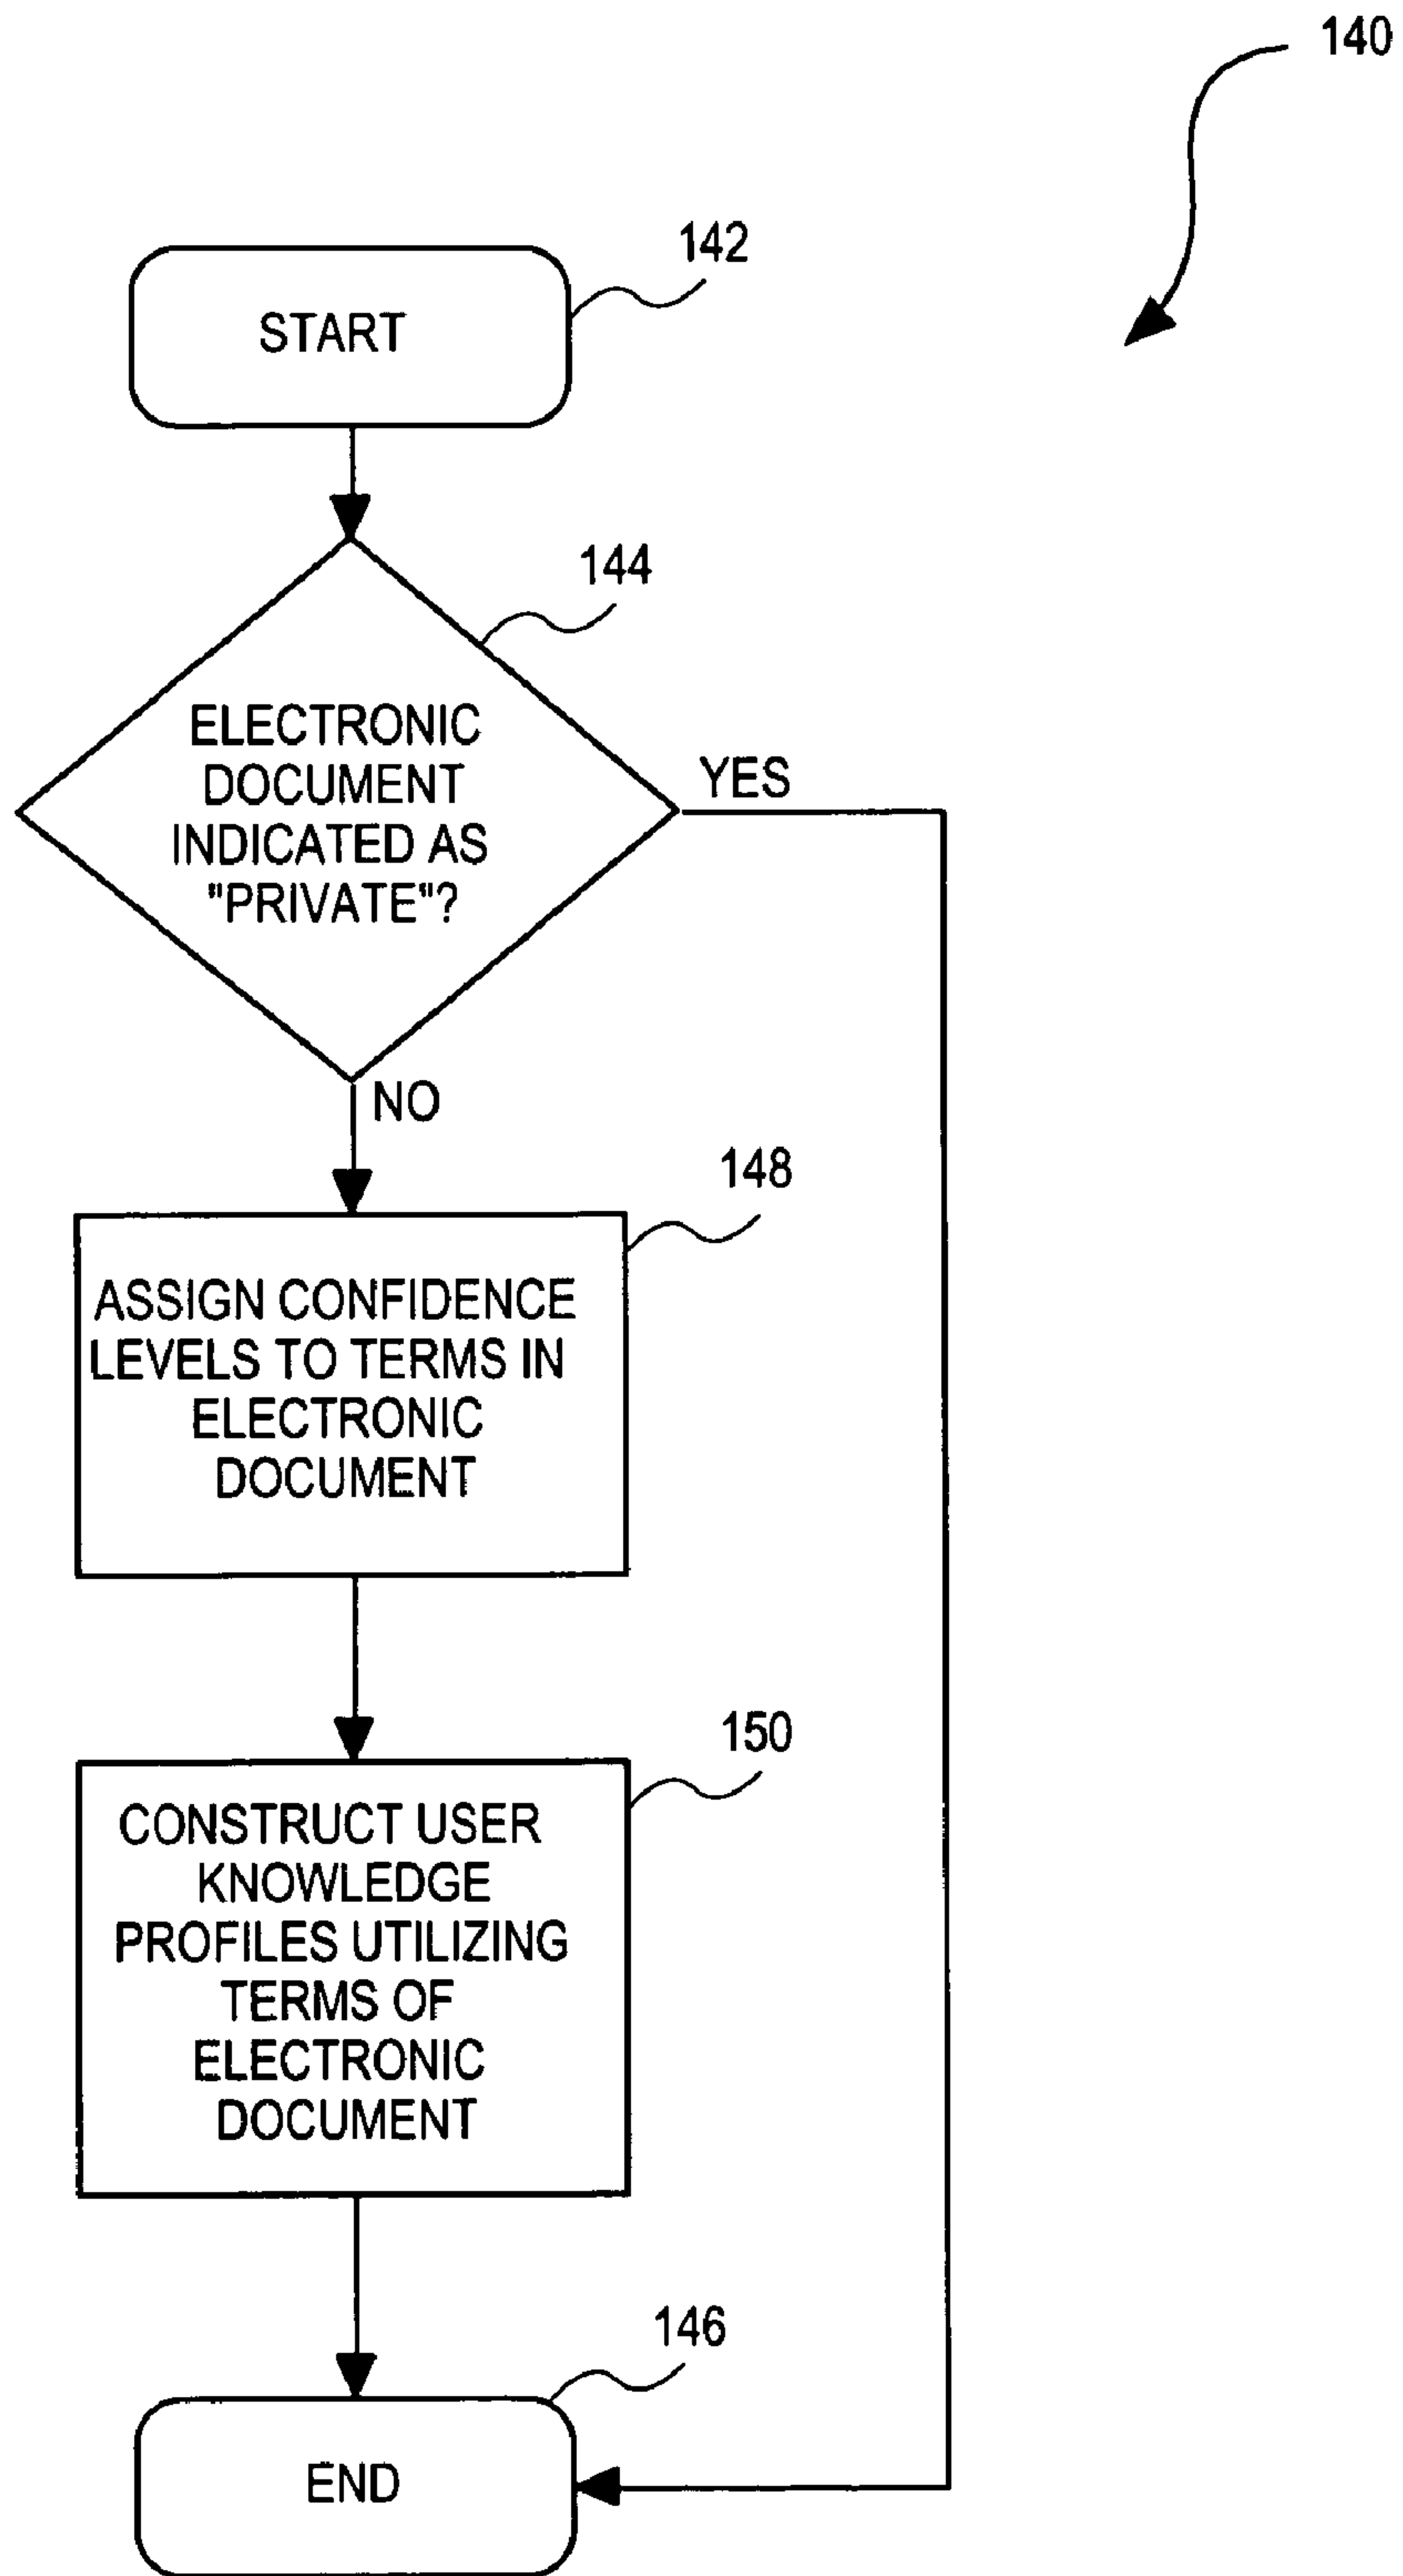 140
142
START
144
ELECTRONIC
DOCUMENT
INDICATED AS
"PRIVATE"?
YES
NO
148
ASSIGN CONFIDENCE
LEVELS TO TERMS IN
ELECTRONIC
DOCUMENT
150
CONSTRUCT USER
KNOWLEDGE
PROFILES UTILIZING
TERMS OF
ELECTRONIC
DOCUMENT
146
END